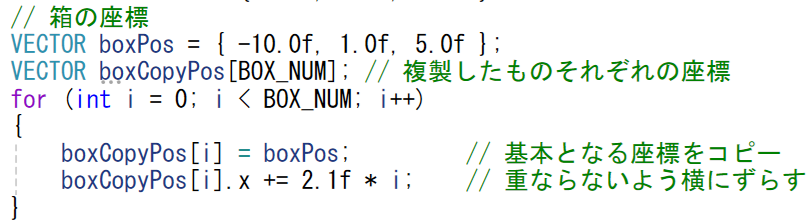 // 箱の座標
VECTOR boxPos = { -10.0f, 1.0f, 5.0f };
VECTOR boxCopyPos[BOX_NUM]; // 複製したものそれぞれの座標
for (int i = 0; i < BOX_NUM; i++)
{
    boxCopyPos[i] = boxPos;        // 基本となる座標をコピー
    boxCopyPos[i].x += 2.1f * i;   // 重ならないよう横にずらす
}